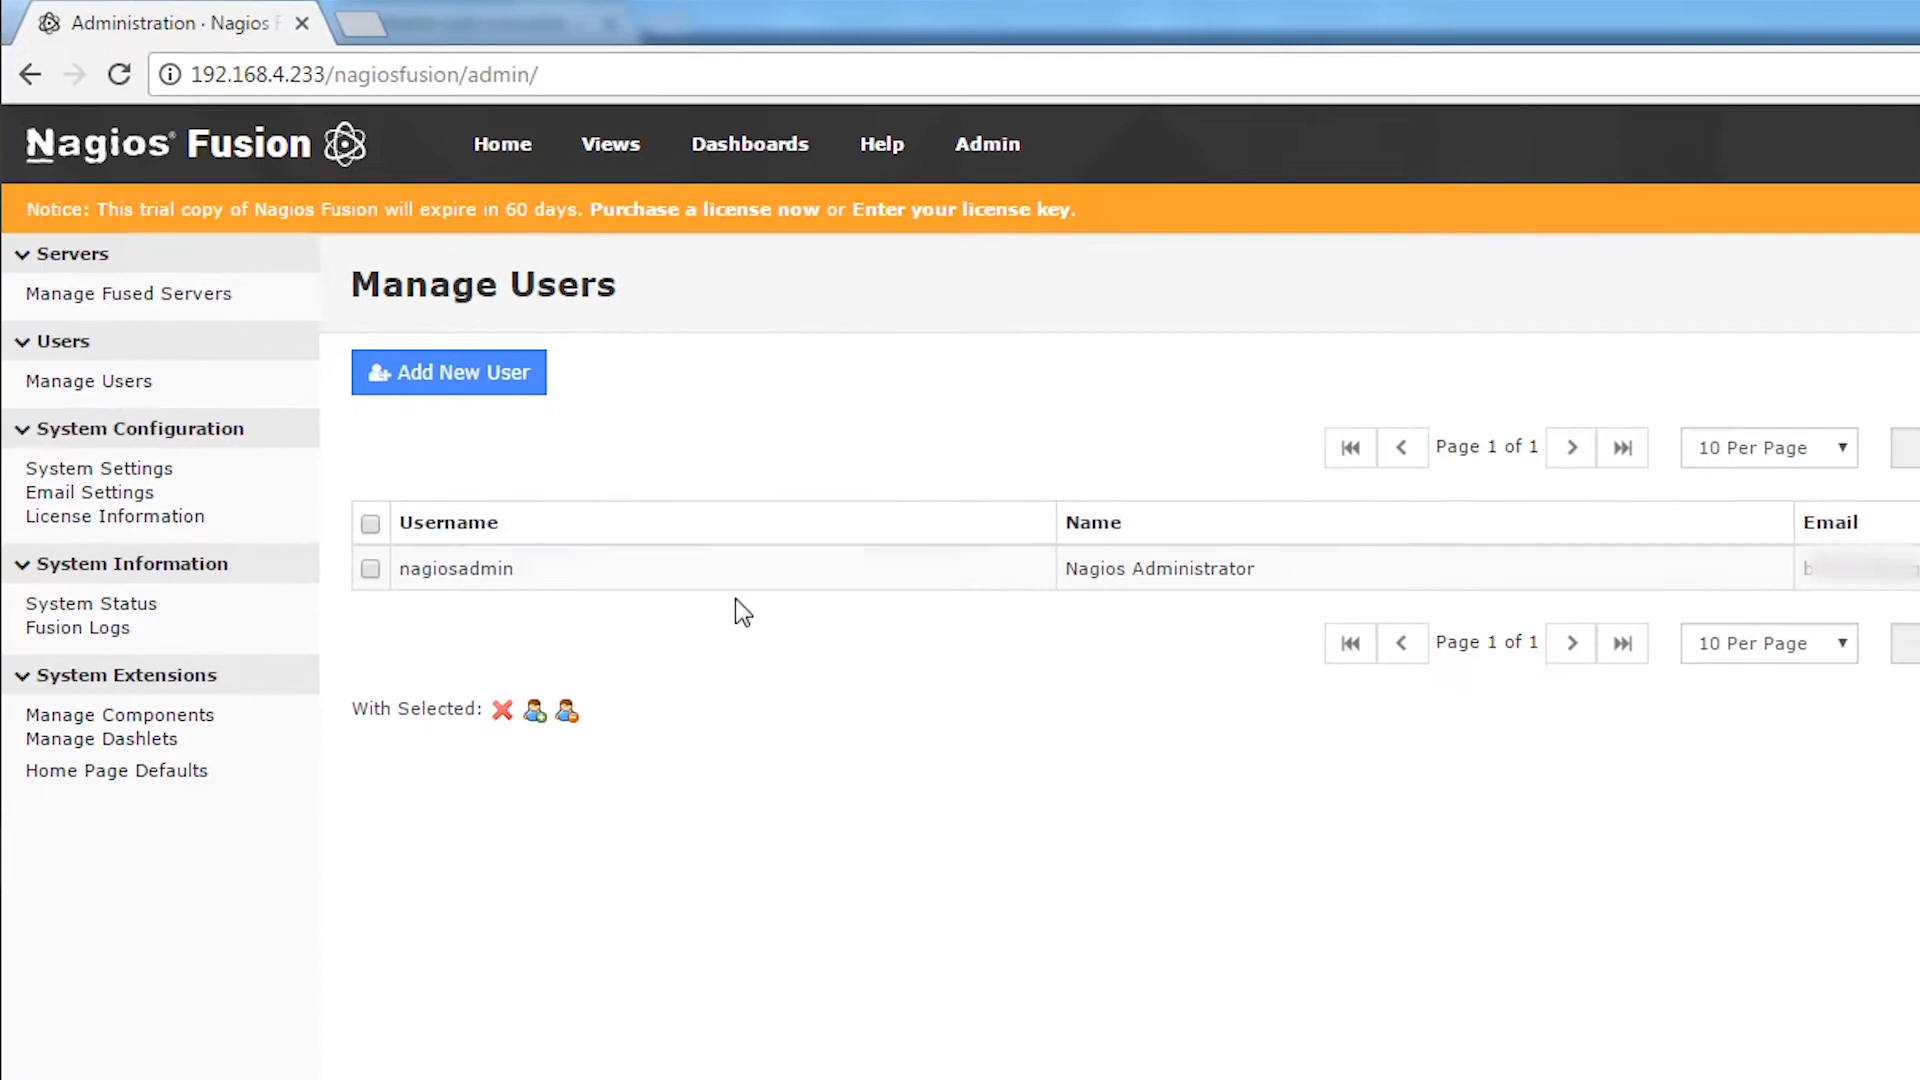 Administration · Nagios F
192.168.4.233/nagiosfusion/admin/
Nagios® Fusion
Home
Views
Dashboards
Help
Admin
Notice: This trial copy of Nagios Fusion will expire in 60 days. Purchase a license now or Enter your license key.
Servers
Manage Fused Servers
Users
Manage Users
System Configuration
System Settings
Email Settings
License Information
System Information
System Status
Fusion Logs
System Extensions
Manage Components
Manage Dashlets
Home Page Defaults
Manage Users
Add New User
Page 1 of 1
10 Per Page
Username
Name
Email
nagiosadmin
Nagios Administrator
Page 1 of 1
10 Per Page
With Selected: